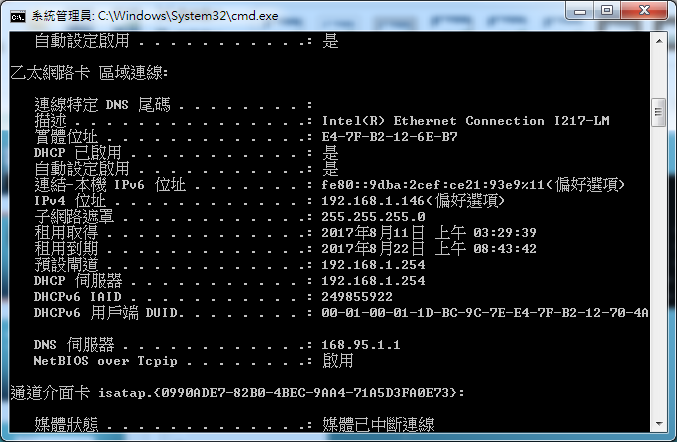 系統管理員: C:\Windows\System32\cmd.exe
自動設定啟用 . . . . . . . . . . . : 是
乙太網路卡 區域連線:
連線特定 DNS 尾碼 . . . . . . . . :
描述 . . . . . . . . . . . . . . . : Intel(R) Ethernet Connection I217-LM
實體位址 . . . . . . . . . . . . . : E4-7F-B2-12-6E-B7
DHCP 已啟用 . . . . . . . . . . . : 是
自動設定啟用 . . . . . . . . . . . : 是
連結-本機 IPv6 位址 . . . . . . . : fe80::9dba:2cef:ce21:93e9%11(偏好選項)
IPv4 位址 . . . . . . . . . . . . : 192.168.1.146(偏好選項)
子網路遮罩 . . . . . . . . . . . . : 255.255.255.0
租用取得 . . . . . . . . . . . . . : 2017年8月11日 上午 03:29:39
租用到期 . . . . . . . . . . . . . : 2017年8月22日 上午 08:43:42
預設閘道 . . . . . . . . . . . . . : 192.168.1.254
DHCP 伺服器 . . . . . . . . . . . : 192.168.1.254
DHCPv6 IAID . . . . . . . . . . . : 249855922
DHCPv6 用戶端 DUID. . . . . . . . : 00-01-00-01-1D-BC-9C-7E-E4-7F-B2-12-70-4A
DNS 伺服器 . . . . . . . . . . . . : 168.95.1.1
NetBIOS over Tcpip . . . . . . . . : 啟用
通道介面卡 isatap.{0990ADE7-82B0-4BEC-9AA4-71A5D3FA0E73}:
媒體狀態 . . . . . . . . . . . . . : 媒體已中斷連線